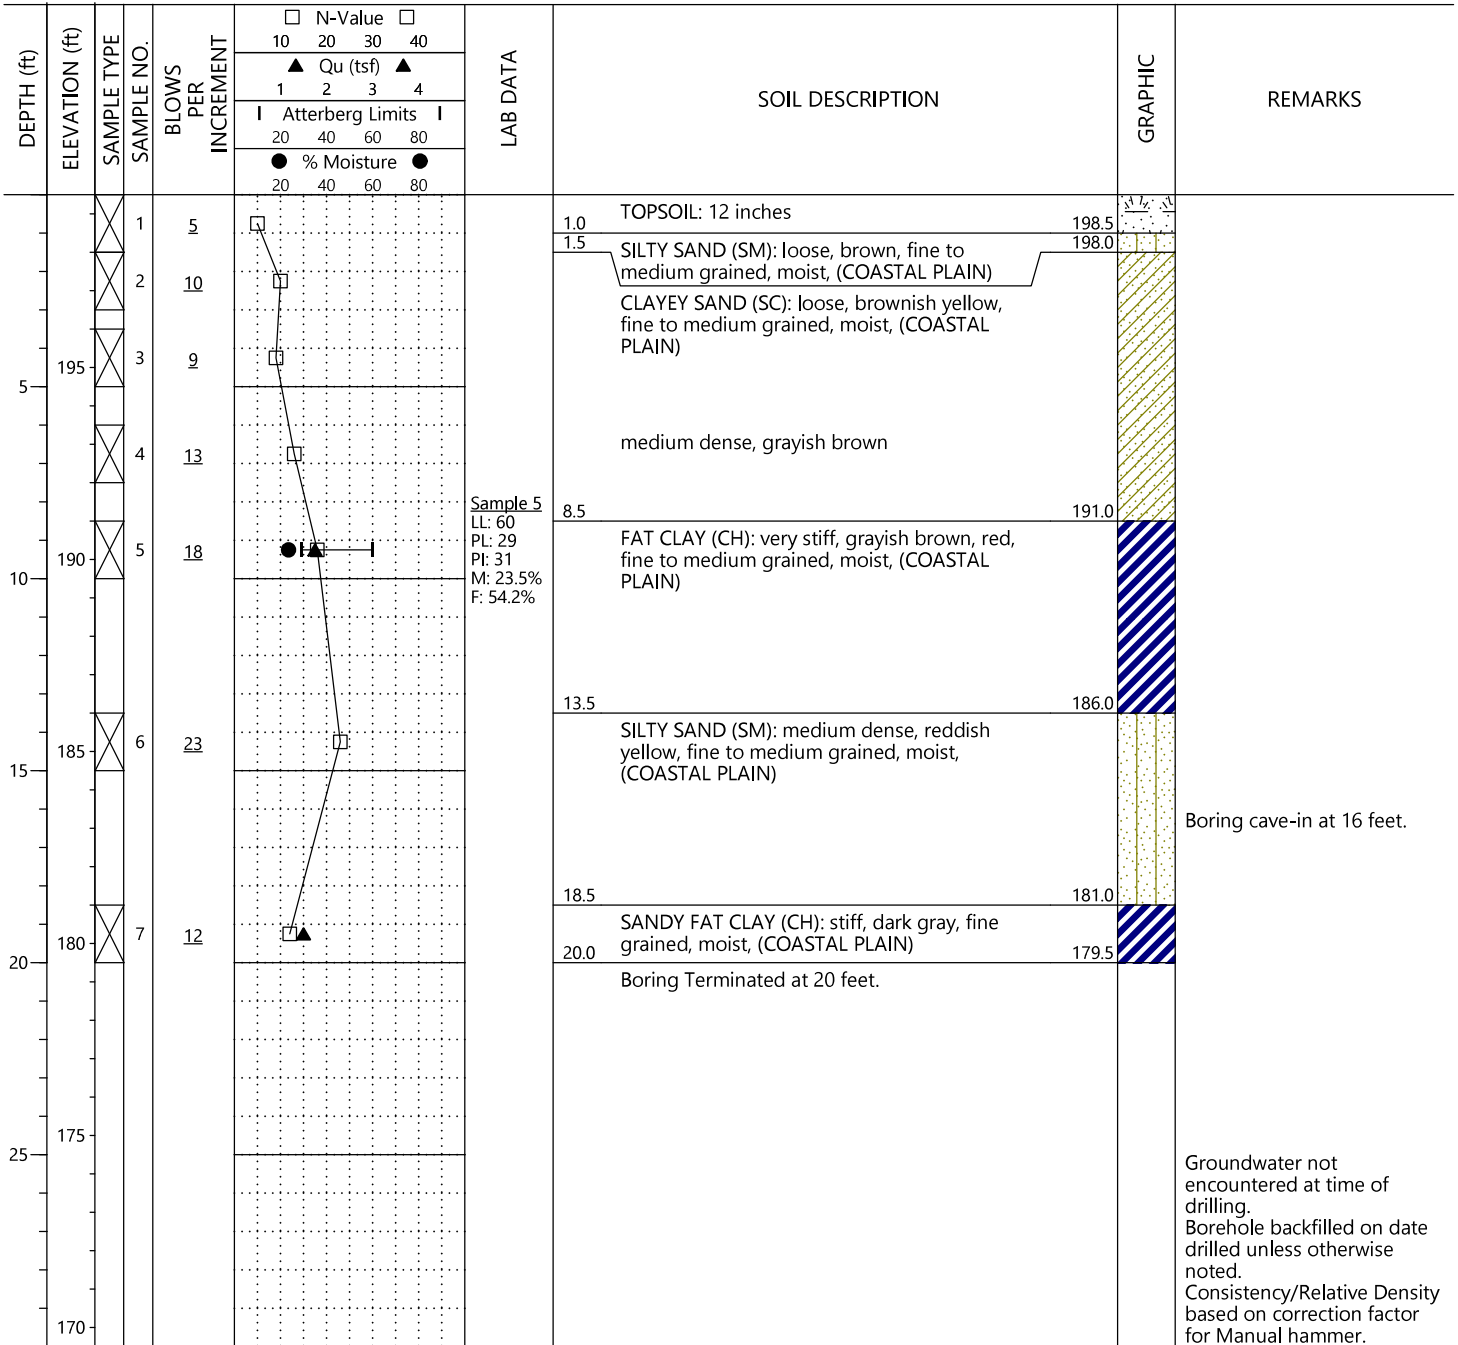 DEPTH (ft)
ELEVATION (ft)
SAMPLE TYPE
SAMPLE NO.
BLOWS
PER
INCREMENT
N-Value
10 20 30 40
Qu (tsf)
1 2 3 4
Atterberg Limits
20 40 60 80
% Moisture
20 40 60 80
LAB DATA
SOIL DESCRIPTION
GRAPHIC
REMARKS
1 5
TOPSOIL: 12 inches
1.0 198.5
1.5 198.0
SILTY SAND (SM): loose, brown, fine to
medium grained, moist, (COASTAL PLAIN)
2 10
CLAYEY SAND (SC): loose, brownish yellow,
fine to medium grained, moist, (COASTAL
PLAIN)
195 3 9
5
medium dense, grayish brown
4 13
8.5 191.0
Sample 5
LL: 60
PL: 29
PI: 31
M: 23.5%
F: 54.2%
190 5 18
FAT CLAY (CH): very stiff, grayish brown, red,
fine to medium grained, moist, (COASTAL
PLAIN)
10
13.5 186.0
185 6 23
SILTY SAND (SM): medium dense, reddish
yellow, fine to medium grained, moist,
(COASTAL PLAIN)
15
Boring cave-in at 16 feet.
18.5 181.0
180 7 12
SANDY FAT CLAY (CH): stiff, dark gray, fine
grained, moist, (COASTAL PLAIN)
20.0 179.5
20
Boring Terminated at 20 feet.
175
25
Groundwater not
encountered at time of
drilling.
Borehole backfilled on date
drilled unless otherwise
noted.
Consistency/Relative Density
based on correction factor
for Manual hammer.
170